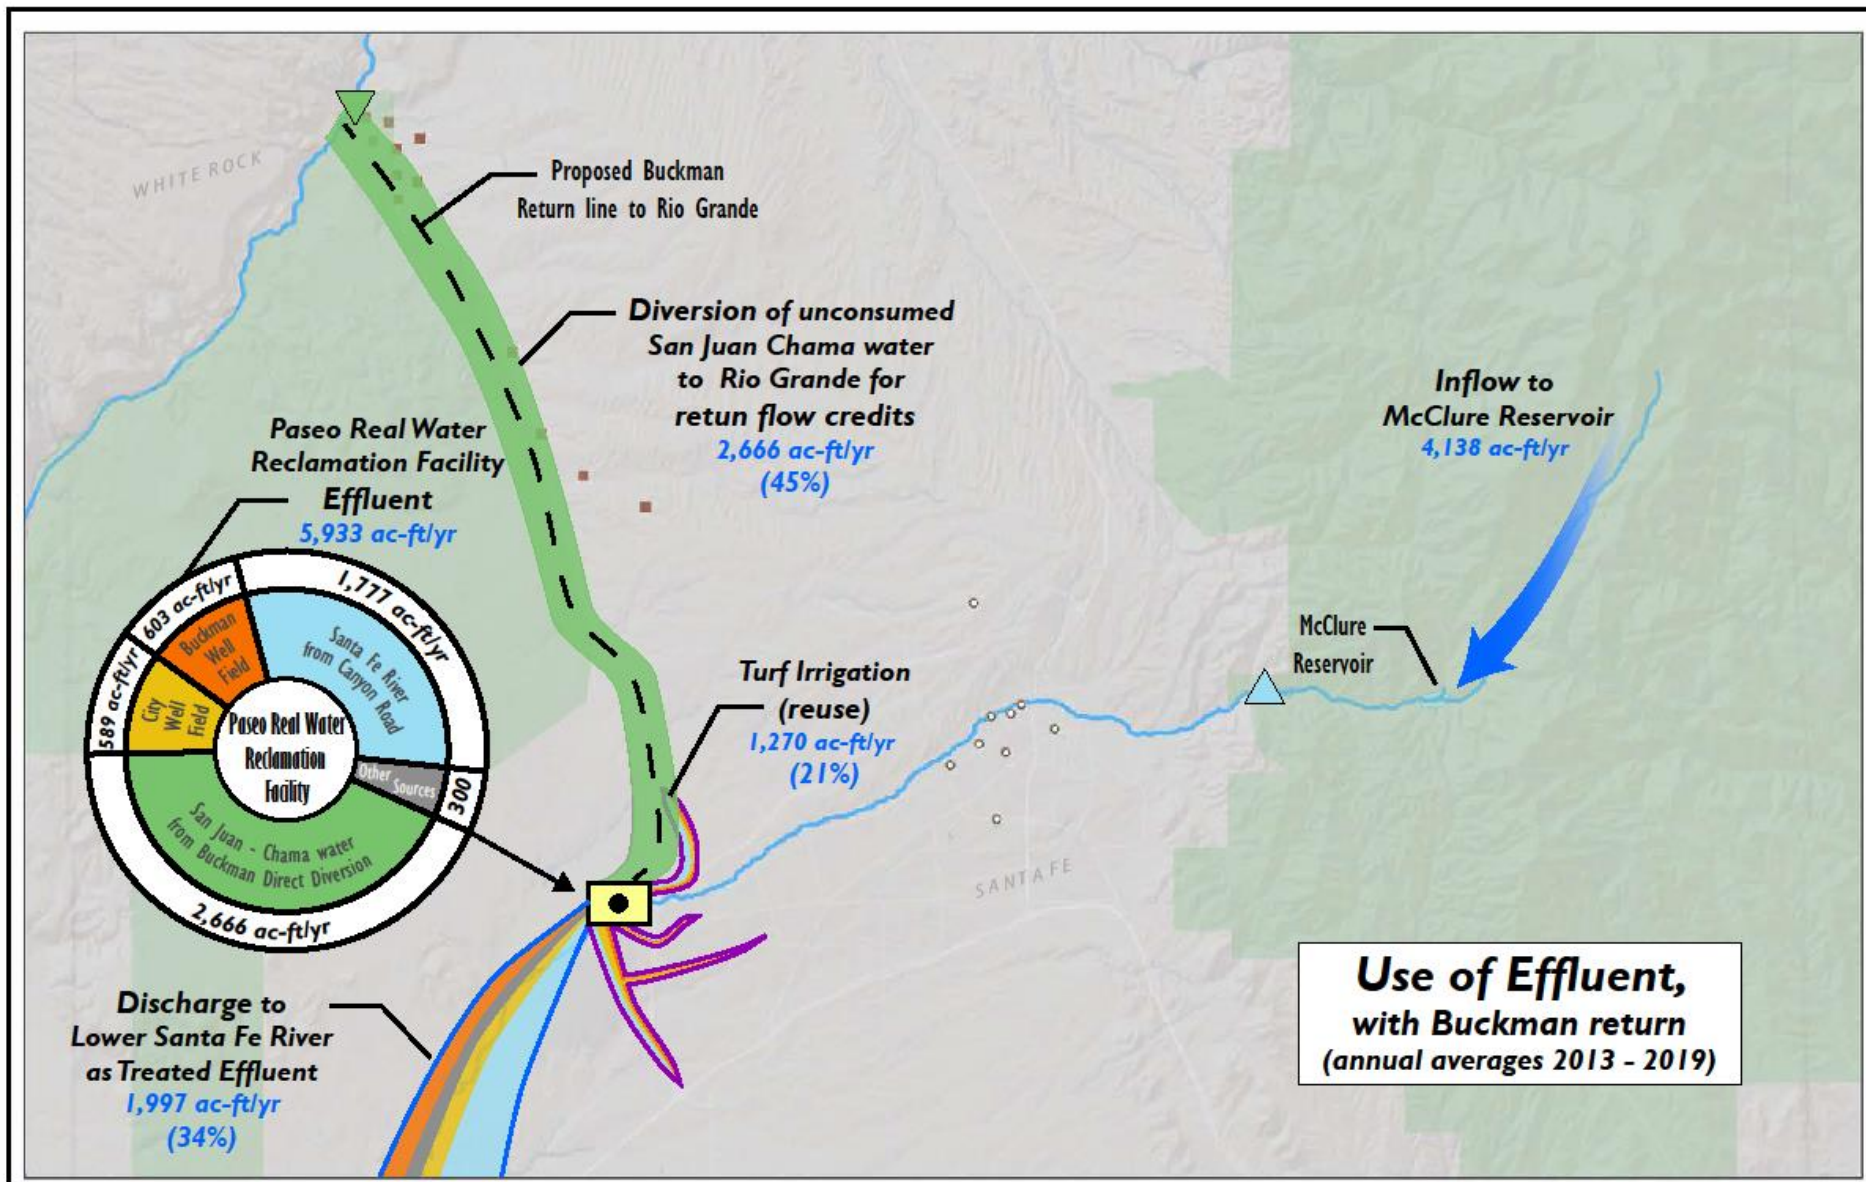 WHITE ROCK
Proposed Buckman
Return line to Rio Grande
Diversion of unconsumed
San Juan Chama water
to Rio Grande for
retun flow credits
2,666 ac-ft/yr
(45%)
Inflow to
McClure Reservoir
4,138 ac-ft/yr
Paseo Real Water
Reclamation Facility
Effluent
5,933 ac-ft/yr
603 ac-ft/yr
1,777 ac-ft/yr
589 ac-ft/yr
300
2,666 ac-ft/yr
Buckman
Well
Field
Santa Fe River
from Canyon Road
City
Well
Field
Paseo Real Water
Reclamation
Facility
Other
Sources
San Juan - Chama water
from Buckman Direct Diversion
McClure
Reservoir
Turf Irrigation
(reuse)
1,270 ac-ft/yr
(21%)
SANTA FE
Discharge to
Lower Santa Fe River
as Treated Effluent
1,997 ac-ft/yr
(34%)
Use of Effluent,
with Buckman return
(annual averages 2013 - 2019)